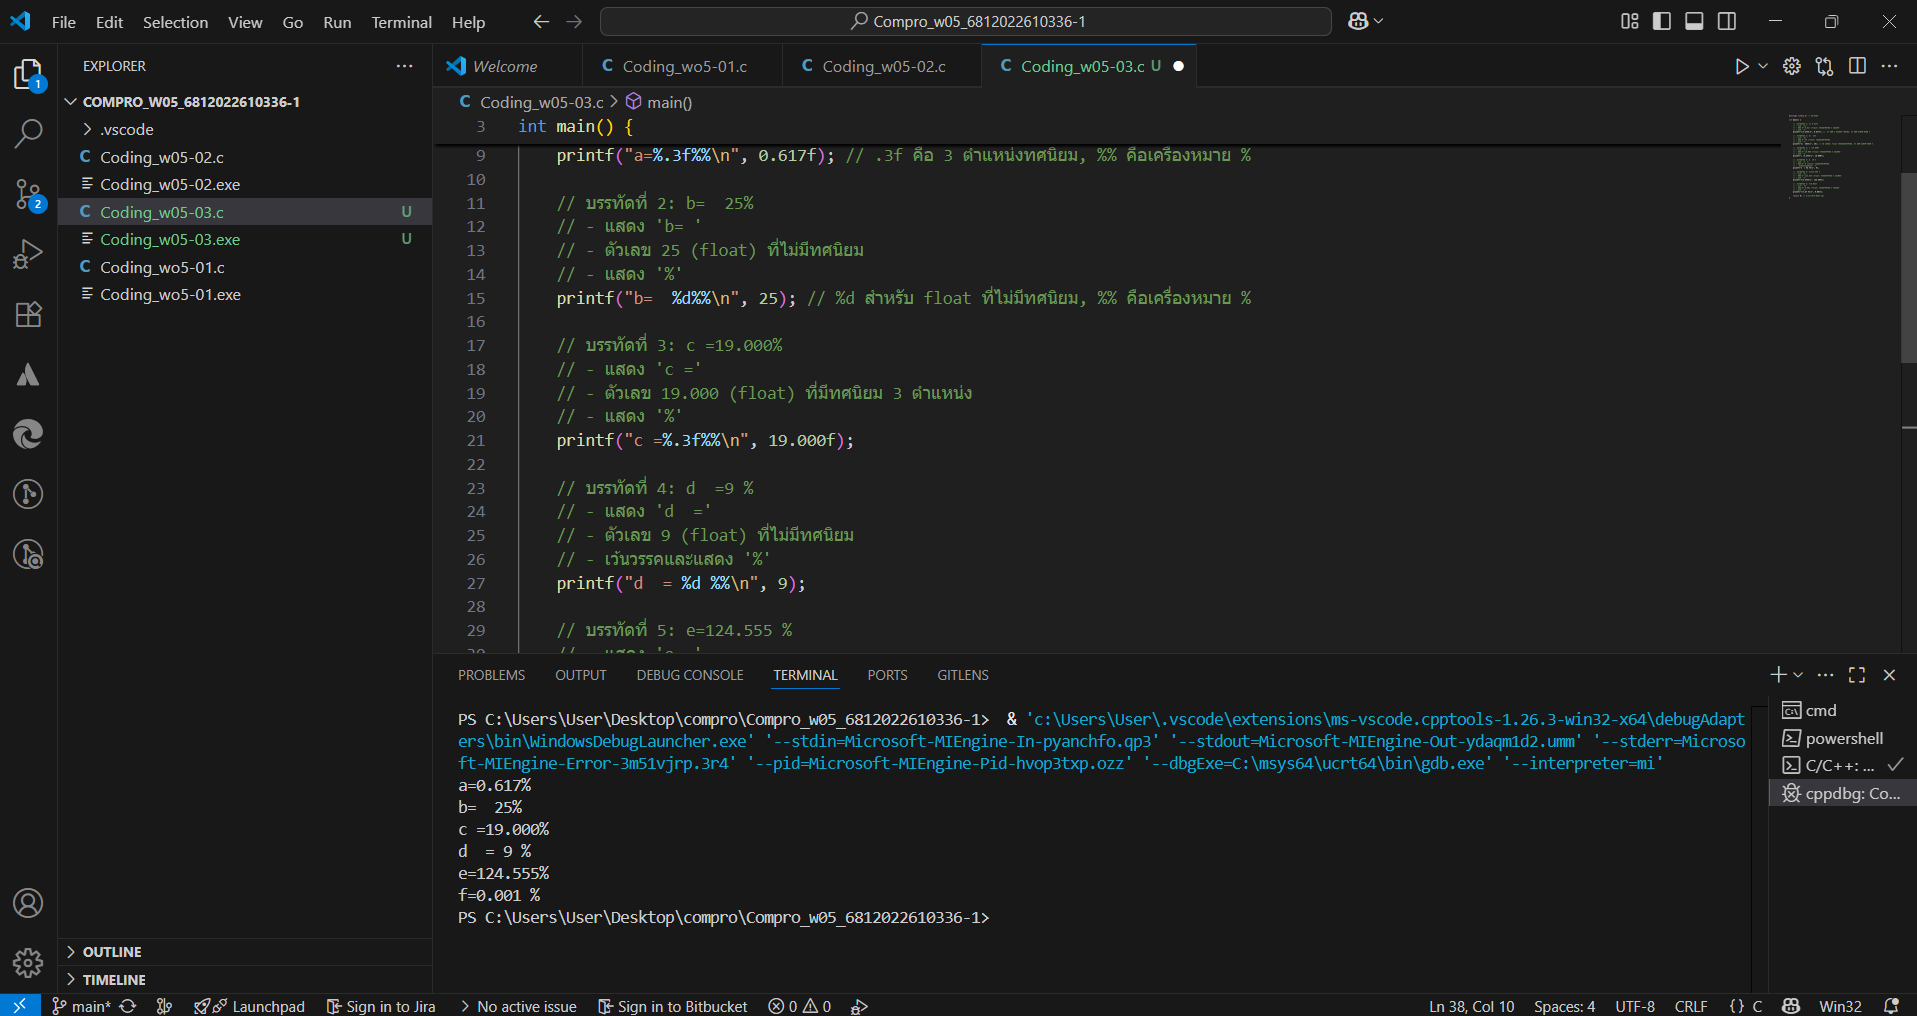 File Edit Selection View Go Run Terminal Help
Compro_w05_6812022610336-1
EXPLORER
COMPRO_W05_6812022610336-1
.vscode
Coding_w05-02.c
Coding_w05-02.exe
Coding_w05-03.c U
Coding_w05-03.exe U
Coding_wo5-01.c
Coding_wo5-01.exe
OUTLINE
TIMELINE
1
2
Welcome C Coding_wo5-01.c C Coding_w05-02.c C Coding_w05-03.c U
C Coding_w05-03.c > main()
3 int main() {
9 printf("a=%.3f%%\n", 0.617f); // .3f คือ 3 ตำแหน่งทศนิยม, %% คือเครื่องหมาย %
10
11 // บรรทัดที่ 2: b=  25%
12 // - แสดง 'b= '
13 // - ตัวเลข 25 (float) ที่ไม่มีทศนิยม
14 // - แสดง '%'
15 printf("b=  %d%%\n", 25); // %d สำหรับ float ที่ไม่มีทศนิยม, %% คือเครื่องหมาย %
16
17 // บรรทัดที่ 3: c =19.000%
18 // - แสดง 'c ='
19 // - ตัวเลข 19.000 (float) ที่มีทศนิยม 3 ตำแหน่ง
20 // - แสดง '%'
21 printf("c =%.3f%%\n", 19.000f);
22
23 // บรรทัดที่ 4: d  =9 %
24 // - แสดง 'd  ='
25 // - ตัวเลข 9 (float) ที่ไม่มีทศนิยม
26 // - เว้นวรรคและแสดง '%'
27 printf("d  = %d %%\n", 9);
28
29 // บรรทัดที่ 5: e=124.555 %
PROBLEMS OUTPUT DEBUG CONSOLE TERMINAL PORTS GITLENS
PS C:\Users\User\Desktop\compro\Compro_w05_6812022610336-1>  & 'c:\Users\User\.vscode\extensions\ms-vscode.cpptools-1.26.3-win32-x64\debugAdapt
ers\bin\WindowsDebugLauncher.exe' '--stdin=Microsoft-MIEngine-In-pyanchfo.qp3' '--stdout=Microsoft-MIEngine-Out-ydaqm1d2.umm' '--stderr=Microso
ft-MIEngine-Error-3m51vjrp.3r4' '--pid=Microsoft-MIEngine-Pid-hvop3txp.ozz' '--dbgExe=C:\msys64\ucrt64\bin\gdb.exe' '--interpreter=mi'
a=0.617%
b=  25%
c =19.000%
d  = 9 %
e=124.555%
f=0.001 %
PS C:\Users\User\Desktop\compro\Compro_w05_6812022610336-1>
cmd
powershell
C/C++: ...
cppdbg: Co...
main* Launchpad Sign in to Jira No active issue Sign in to Bitbucket 0 0 Ln 38, Col 10 Spaces: 4 UTF-8 CRLF {} C Win32